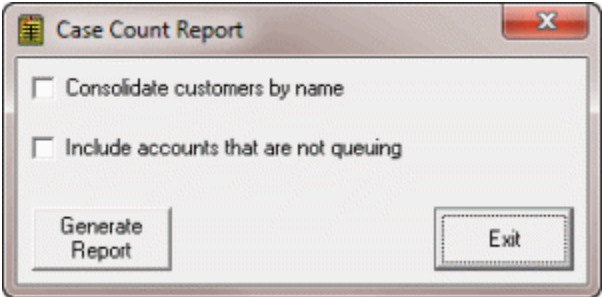 Case Count Report
Consolidate customers by name
Include accounts that are not queuing
Generate
Report
Exit